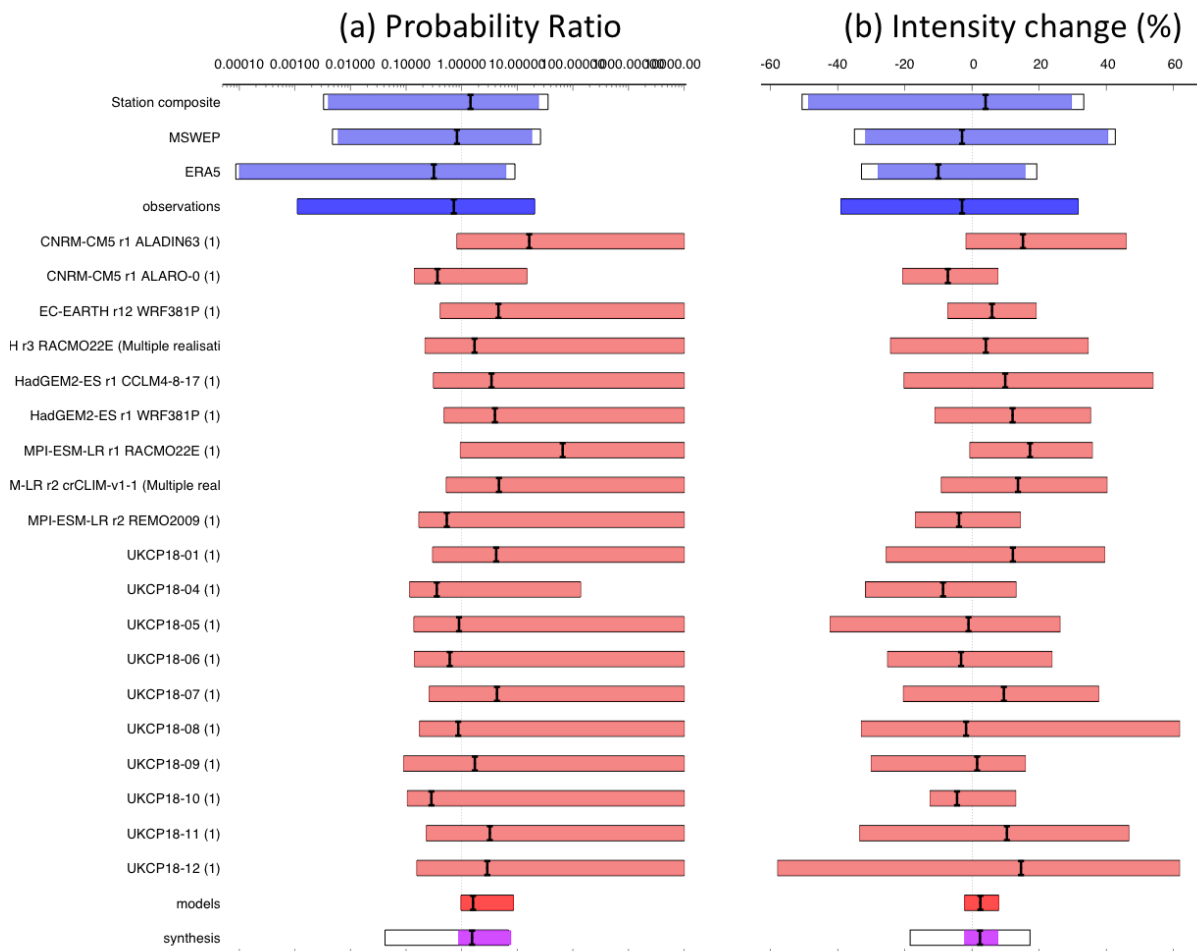 (a) Probability Ratio
(b) Intensity change (%)
0.00010 0.00100 0.01000 0.100000 1.000000
-60 -40 -20 0 20 40 60
Station composite
MSWEP
ERA5
observations
CNRM-CM5 r1 ALADIN63 (1)
CNRM-CM5 r1 ALARO-0 (1)
EC-EARTH r12 WRF381P (1)
H r3 RACMO22E (Multiple realisati
HadGEM2-ES r1 CCLM4-8-17 (1)
HadGEM2-ES r1 WRF381P (1)
MPI-ESM-LR r1 RACMO22E (1)
M-LR r2 crCLIM-v1-1 (Multiple real
MPI-ESM-LR r2 REMO2009 (1)
UKCP18-01 (1)
UKCP18-04 (1)
UKCP18-05 (1)
UKCP18-06 (1)
UKCP18-07 (1)
UKCP18-08 (1)
UKCP18-09 (1)
UKCP18-10 (1)
UKCP18-11 (1)
UKCP18-12 (1)
models
synthesis